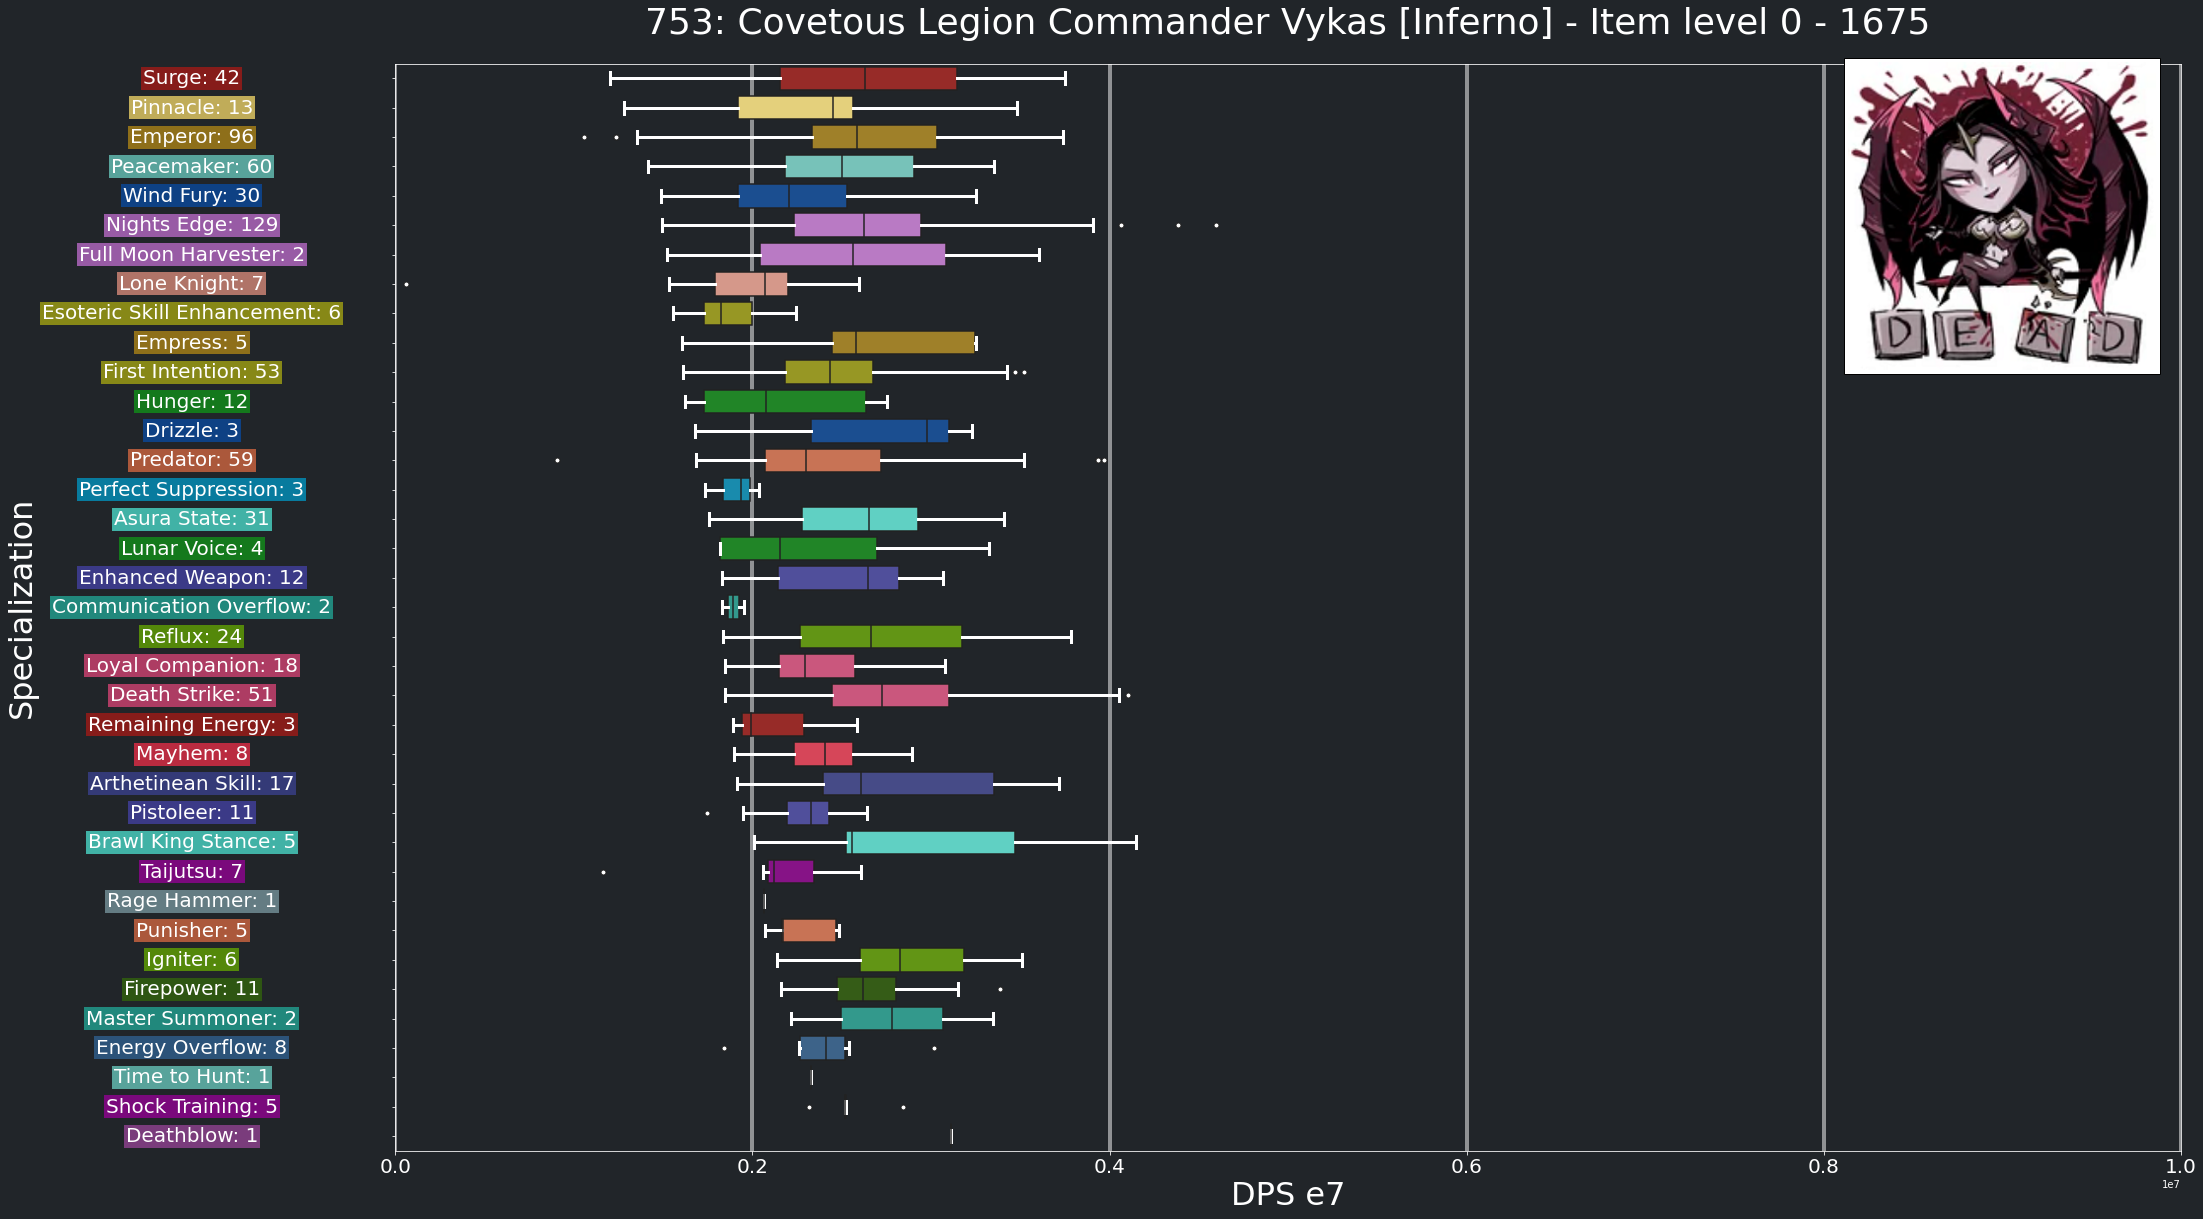 753: Covetous Legion Commander Vykas [Inferno] - Item level 0 - 1675
Surge: 42
Pinnacle: 13
Emperor: 96
Peacemaker: 60
Wind Fury: 30
Nights Edge: 129
Full Moon Harvester: 2
Lone Knight: 7
Esoteric Skill Enhancement: 6
Empress: 5
First Intention: 53
Hunger: 12
Drizzle: 3
Predator: 59
Perfect Suppression: 3
Asura State: 31
Lunar Voice: 4
Enhanced Weapon: 12
Communication Overflow: 2
Reflux: 24
Loyal Companion: 18
Death Strike: 51
Remaining Energy: 3
Mayhem: 8
Arthetinean Skill: 17
Pistoleer: 11
Brawl King Stance: 5
Taijutsu: 7
Rage Hammer: 1
Punisher: 5
Igniter: 6
Firepower: 11
Master Summoner: 2
Energy Overflow: 8
Time to Hunt: 1
Shock Training: 5
Deathblow: 1
Specialization
DEAD
0.0 0.2 0.4 0.6 0.8 1.0
1e7
DPS e7